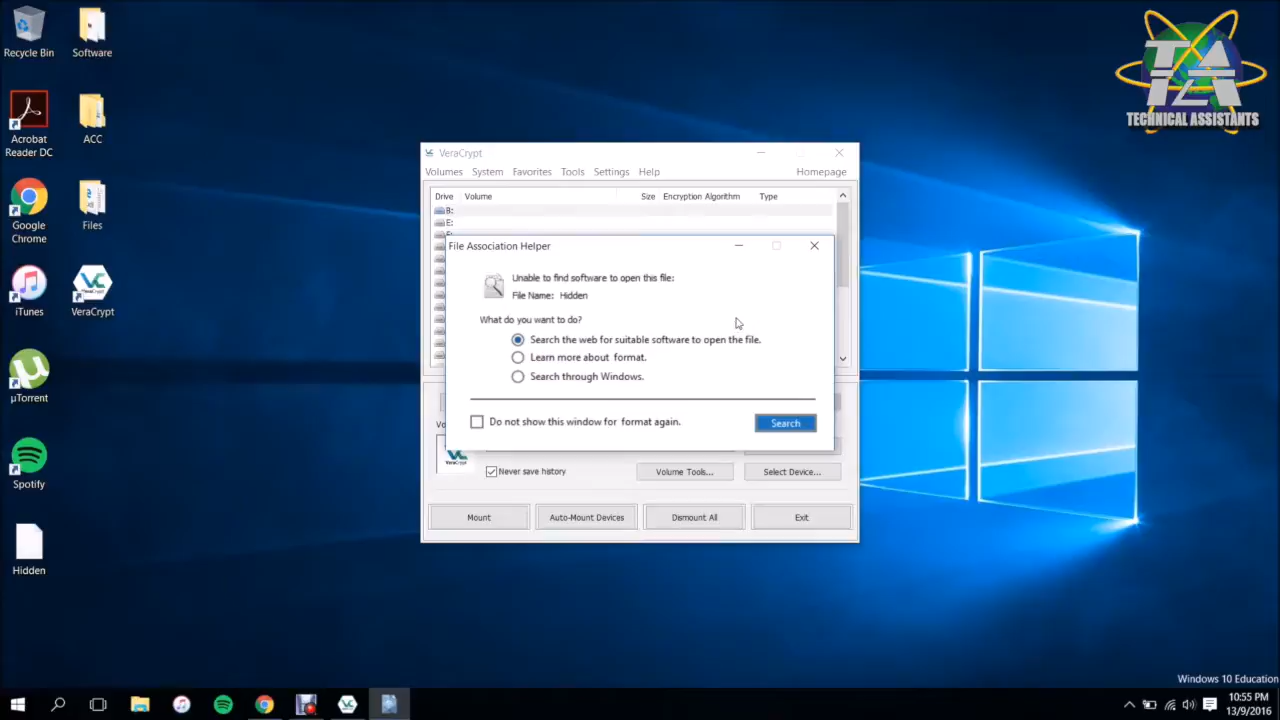 Recycle Bin
Software
Acrobat
Reader DC
ACC
Google
Chrome
Files
iTunes
VeraCrypt
µTorrent
Spotify
Hidden
TA
TECHNICAL ASSISTANTS
VeraCrypt
Volumes System Favorites Tools Settings Help Homepage
Drive Volume Size Encryption Algorithm Type
B:
E:
File Association Helper
Unable to find software to open this file:
File Name: Hidden
What do you want to do?
Search the web for suitable software to open the file.
Learn more about format.
Search through Windows.
Do not show this window for format again.
Search
VeraCrypt
Never save history
Volume Tools...
Select Device...
Mount
Auto-Mount Devices
Dismount All
Exit
Windows 10 Education
10:55 PM
13/9/2016